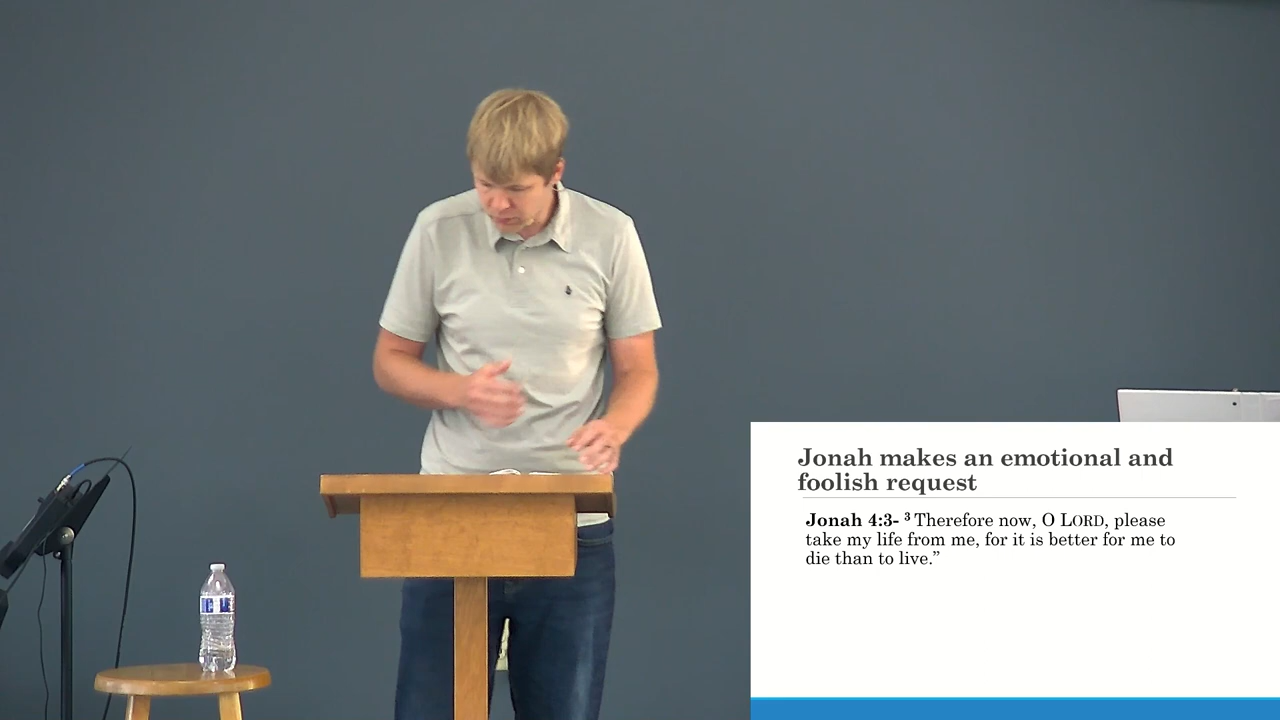 Jonah makes an emotional and
foolish request
Jonah 4:3- ³ Therefore now, O LORD, please
take my life from me, for it is better for me to
die than to live.”